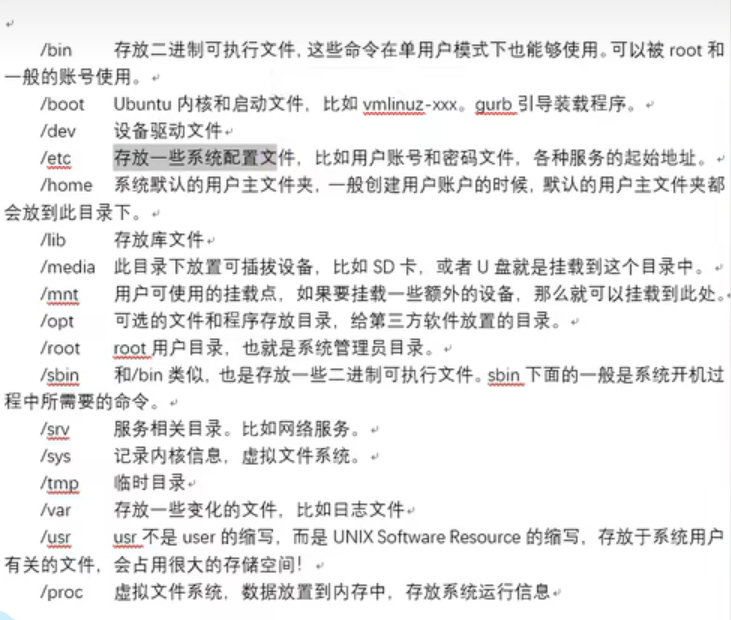 /bin 存放二进制可执行文件, 这些命令在单用户模式下也能够使用。可以被 root 和
一般的账号使用。
/boot Ubuntu 内核和启动文件，比如 vmlinuz-xxx。gurb 引导装载程序。
/dev 设备驱动文件
/etc 存放一些系统配置文件，比如用户账号和密码文件，各种服务的起始地址。
/home 系统默认的用户主文件夹，一般创建用户账户的时候，默认的用户主文件夹都
会放到此目录下。
/lib 存放库文件
/media 此目录下放置可插拔设备，比如 SD 卡，或者 U 盘就是挂载到这个目录中。
/mnt 用户可使用的挂载点，如果要挂载一些额外的设备，那么就可以挂载到此处。
/opt 可选的文件和程序存放目录，给第三方软件放置的目录。
/root root 用户目录，也就是系统管理员目录。
/sbin 和/bin 类似，也是存放一些二进制可执行文件。sbin 下面的一般是系统开机过
程中所需要的命令。
/srv 服务相关目录。比如网络服务。
/sys 记录内核信息，虚拟文件系统。
/tmp 临时目录
/var 存放一些变化的文件，比如日志文件
/usr usr 不是 user 的缩写，而是 UNIX Software Resource 的缩写，存放于系统用户
有关的文件，会占用很大的存储空间！
/proc 虚拟文件系统，数据放置到内存中，存放系统运行信息